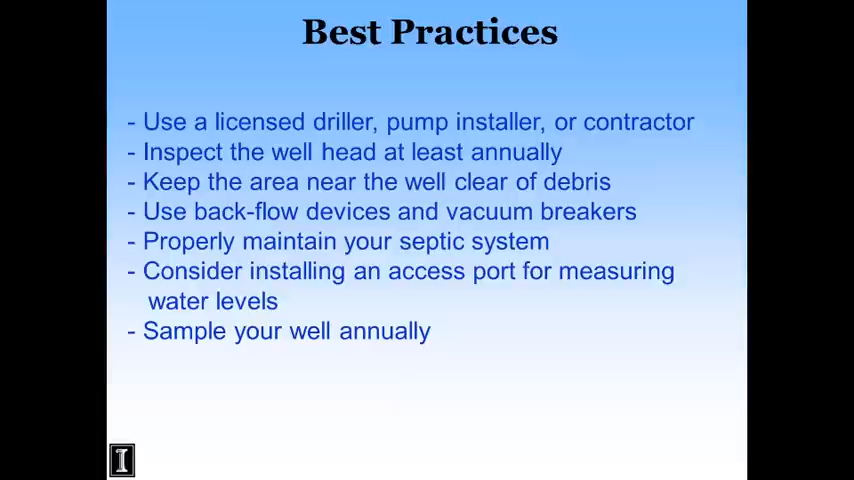 Best Practices
- Use a licensed driller, pump installer, or contractor
- Inspect the well head at least annually
- Keep the area near the well clear of debris
- Use back-flow devices and vacuum breakers
- Properly maintain your septic system
- Consider installing an access port for measuring
water levels
- Sample your well annually
I